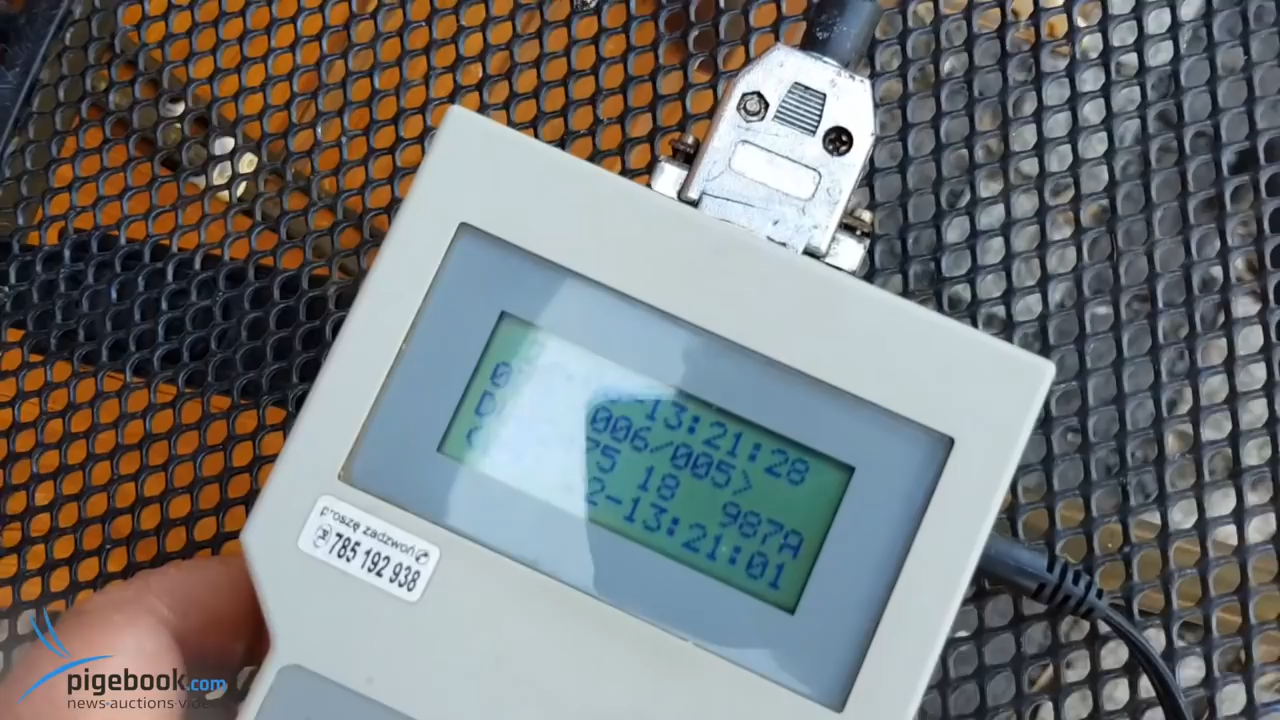 -13:21:28
006/005>
75 18 987A
2-13:21:01
proszę zadzwoń
785 192 938
pigebook.com
news-auctions-vide